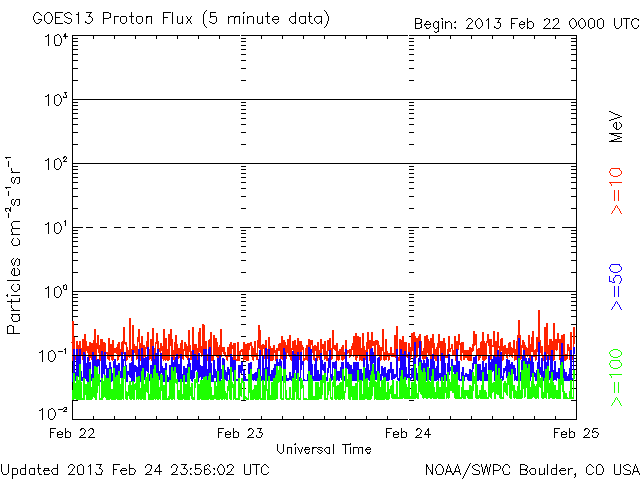 GOES13 Proton Flux (5 minute data)
Begin: 2013 Feb 22 0000 UTC
10⁴
10³
10²
10¹
10⁰
10⁻¹
10⁻²
Particles cm⁻²s⁻¹sr⁻¹
MeV
>=10
>=50
>=100
Feb 22
Feb 23
Feb 24
Feb 25
Universal Time
Updated 2013 Feb 24 23:56:02 UTC
NOAA/SWPC Boulder, CO USA